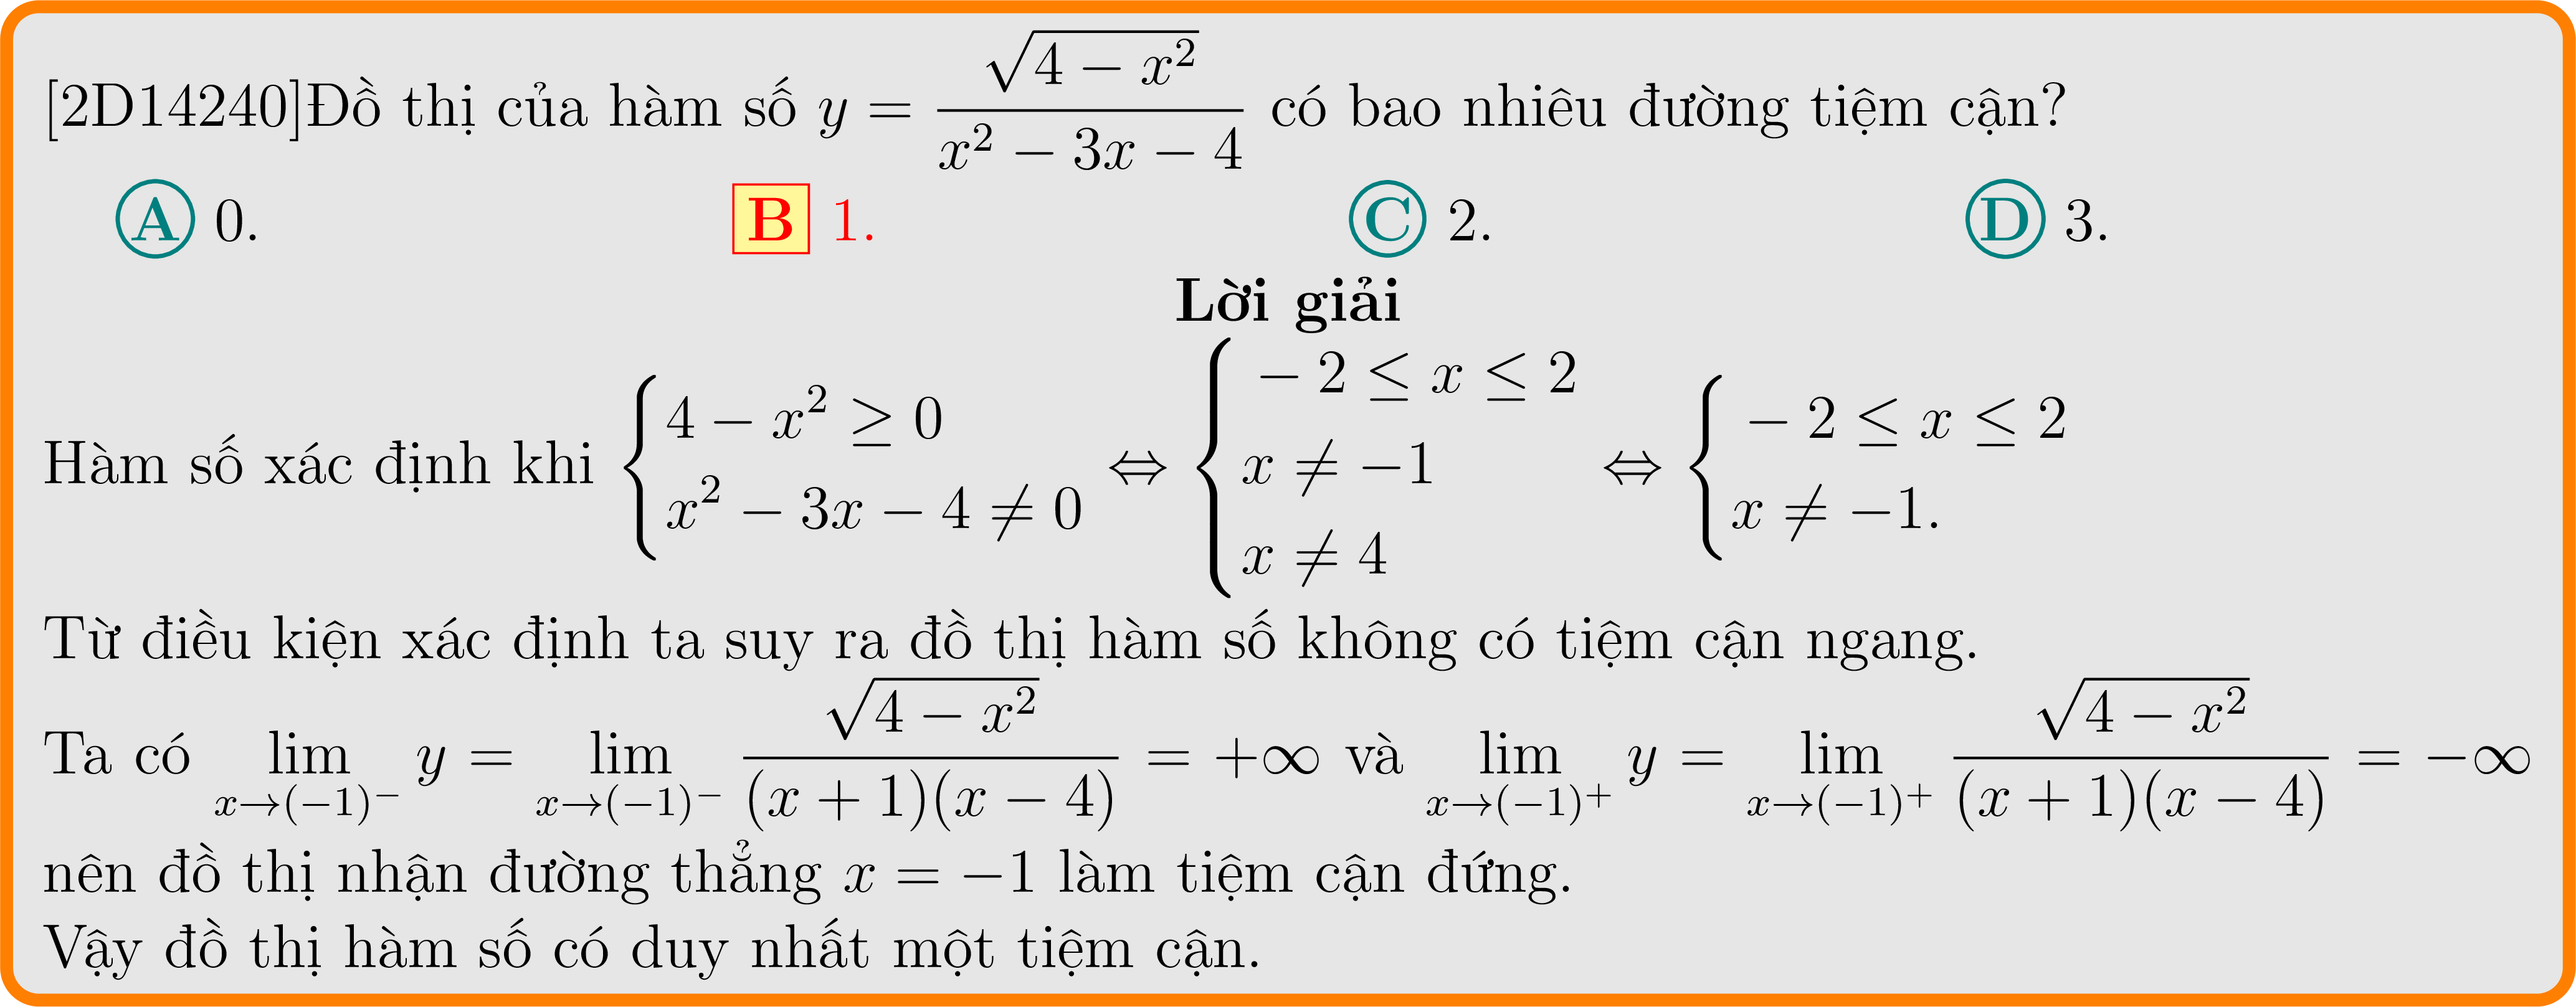 [2D14240]Đồ thị của hàm số $y = \dfrac{\sqrt{4 - x^2}}{x^2 - 3x - 4}$ có bao nhiêu đường tiệm cận?
A 0. B 1. C 2. D 3.
Lời giải
Hàm số xác định khi $\begin{cases} 4 - x^2 \geq 0 \\ x^2 - 3x - 4 \neq 0 \end{cases} \Leftrightarrow \begin{cases} -2 \leq x \leq 2 \\ x \neq -1 \\ x \neq 4 \end{cases} \Leftrightarrow \begin{cases} -2 \leq x \leq 2 \\ x \neq -1. \end{cases}$
Từ điều kiện xác định ta suy ra đồ thị hàm số không có tiệm cận ngang.
Ta có $\lim\limits_{x \to (-1)^-} y = \lim\limits_{x \to (-1)^-} \dfrac{\sqrt{4 - x^2}}{(x + 1)(x - 4)} = +\infty$ và $\lim\limits_{x \to (-1)^+} y = \lim\limits_{x \to (-1)^+} \dfrac{\sqrt{4 - x^2}}{(x + 1)(x - 4)} = -\infty$
nên đồ thị nhận đường thẳng $x = -1$ làm tiệm cận đứng.
Vậy đồ thị hàm số có duy nhất một tiệm cận.